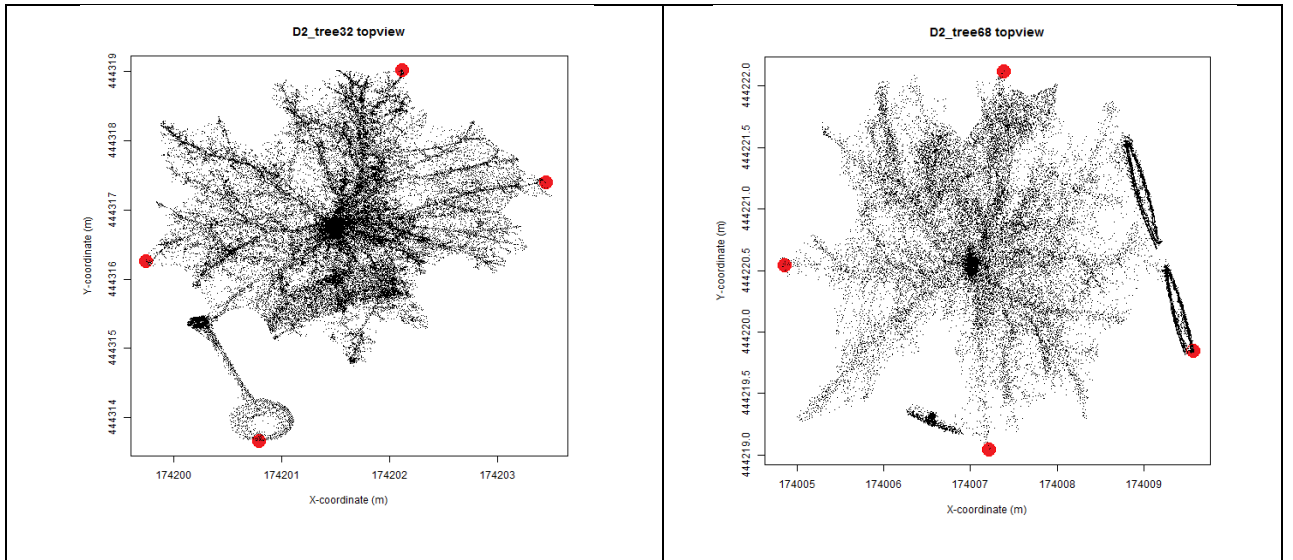 D2_tree32 topview
444319
444318
444317
444316
444315
444314
Y-coordinate (m)
174200 174201 174202 174203
X-coordinate (m)
D2_tree68 topview
444222.0
444221.5
444221.0
444220.5
444220.0
444219.5
444219.0
Y-coordinate (m)
174005 174006 174007 174008 174009
X-coordinate (m)